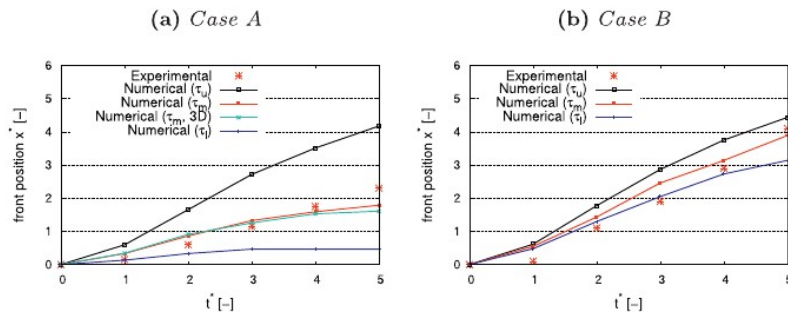 (a) Case A
(b) Case B
6
5
4
3
2
1
0
front position x* [–]
Experimental
Numerical (τu)
Numerical (τm)
Numerical (τm, 3D)
Numerical (τl)
0 1 2 3 4 5
t* [–]
6
5
4
3
2
1
0
front position x* [–]
Experimental
Numerical (τu)
Numerical (τm)
Numerical (τl)
0 1 2 3 4 5
t* [–]